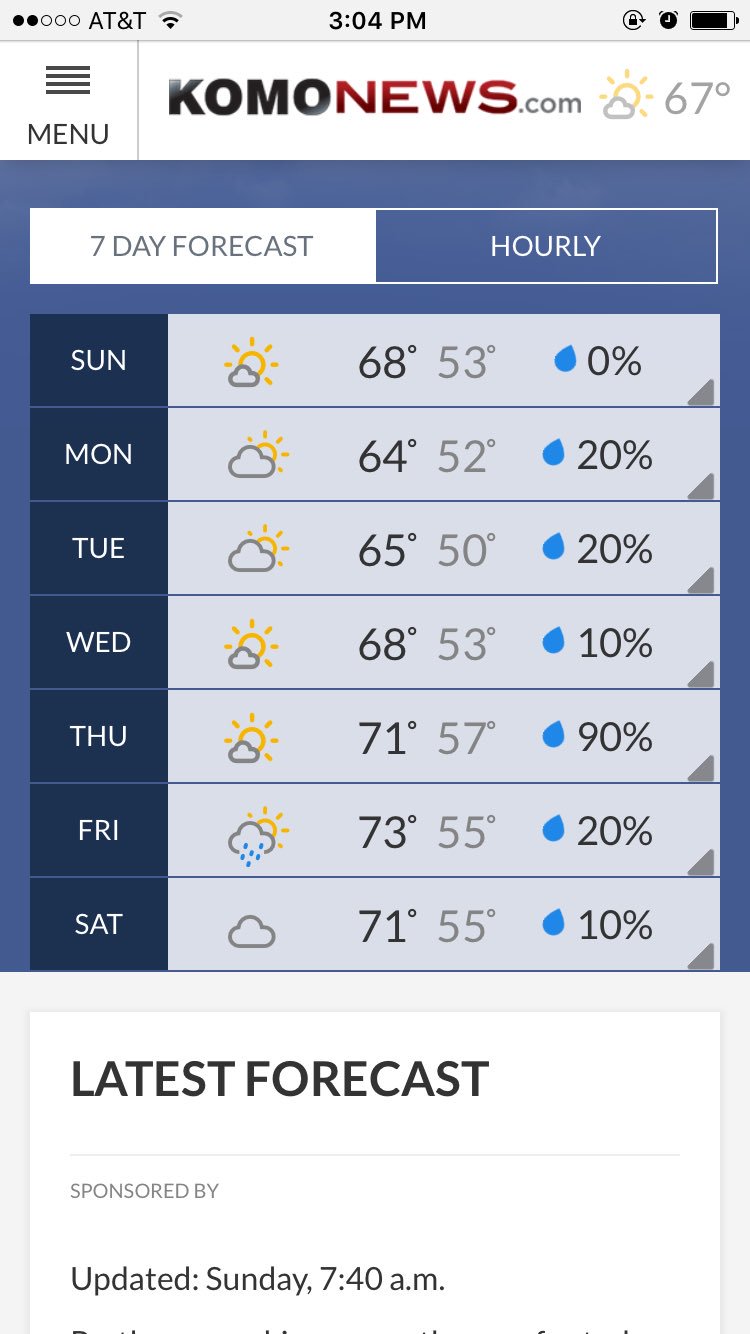 AT&T 3:04 PM
MENU KOMONEWS.com 67°
7 DAY FORECAST HOURLY
SUN 68° 53° 0%
MON 64° 52° 20%
TUE 65° 50° 20%
WED 68° 53° 10%
THU 71° 57° 90%
FRI 73° 55° 20%
SAT 71° 55° 10%
LATEST FORECAST
SPONSORED BY
Updated: Sunday, 7:40 a.m.